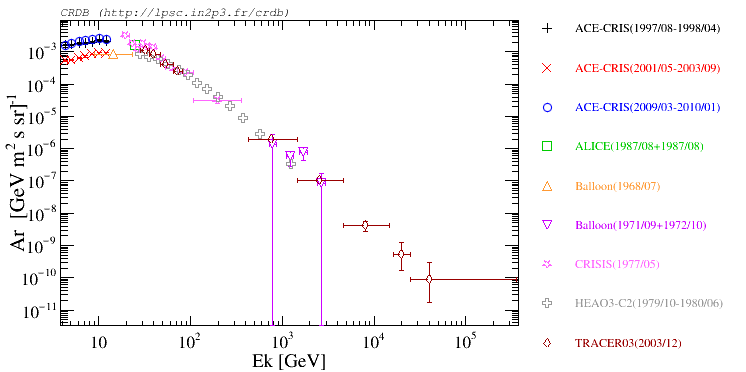 CRDB (http://lpsc.in2p3.fr/crdb)
Ar [GeV m² s sr]⁻¹
10⁻³
10⁻⁴
10⁻⁵
10⁻⁶
10⁻⁷
10⁻⁸
10⁻⁹
10⁻¹⁰
10⁻¹¹
10 10² 10³ 10⁴ 10⁵
Ek [GeV]
ACE-CRIS(1997/08-1998/04)
ACE-CRIS(2001/05-2003/09)
ACE-CRIS(2009/03-2010/01)
ALICE(1987/08+1987/08)
Balloon(1968/07)
Balloon(1971/09+1972/10)
CRISIS(1977/05)
HEAO3-C2(1979/10-1980/06)
TRACER03(2003/12)